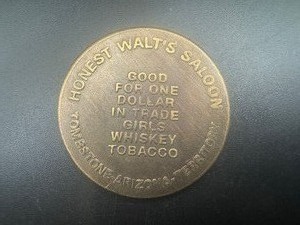 HONEST WALT'S SALOON
GOOD
FOR ONE
DOLLAR
IN TRADE
GIRLS
WHISKEY
TOBACCO
TOMBSTONE ARIZONA TERRITORY